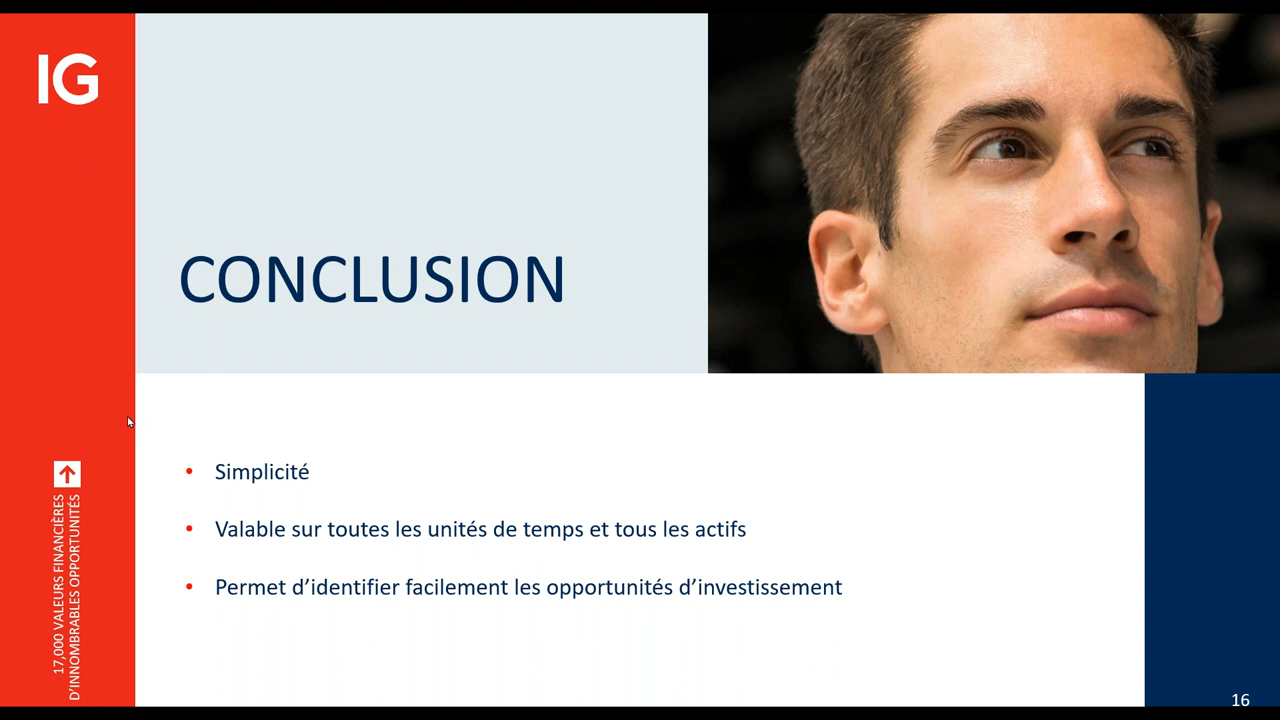 IG
CONCLUSION
• Simplicité
• Valable sur toutes les unités de temps et tous les actifs
• Permet d’identifier facilement les opportunités d’investissement
17,000 VALEURS FINANCIÈRES
D’INNOMBRABLES OPPORTUNITÉS
16